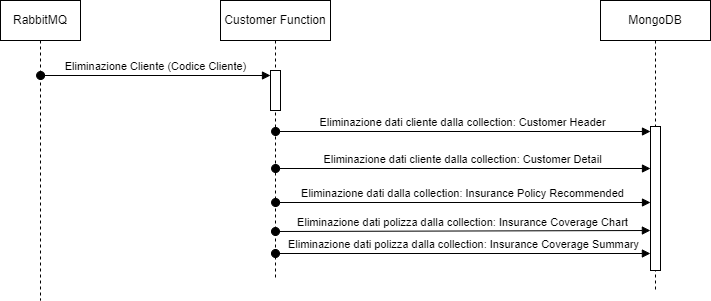 RabbitMQ
Customer Function
MongoDB
Eliminazione Cliente (Codice Cliente)
Eliminazione dati cliente dalla collection: Customer Header
Eliminazione dati cliente dalla collection: Customer Detail
Eliminazione dati dalla collection: Insurance Policy Recommended
Eliminazione dati polizza dalla collection: Insurance Coverage Chart
Eliminazione dati polizza dalla collection: Insurance Coverage Summary